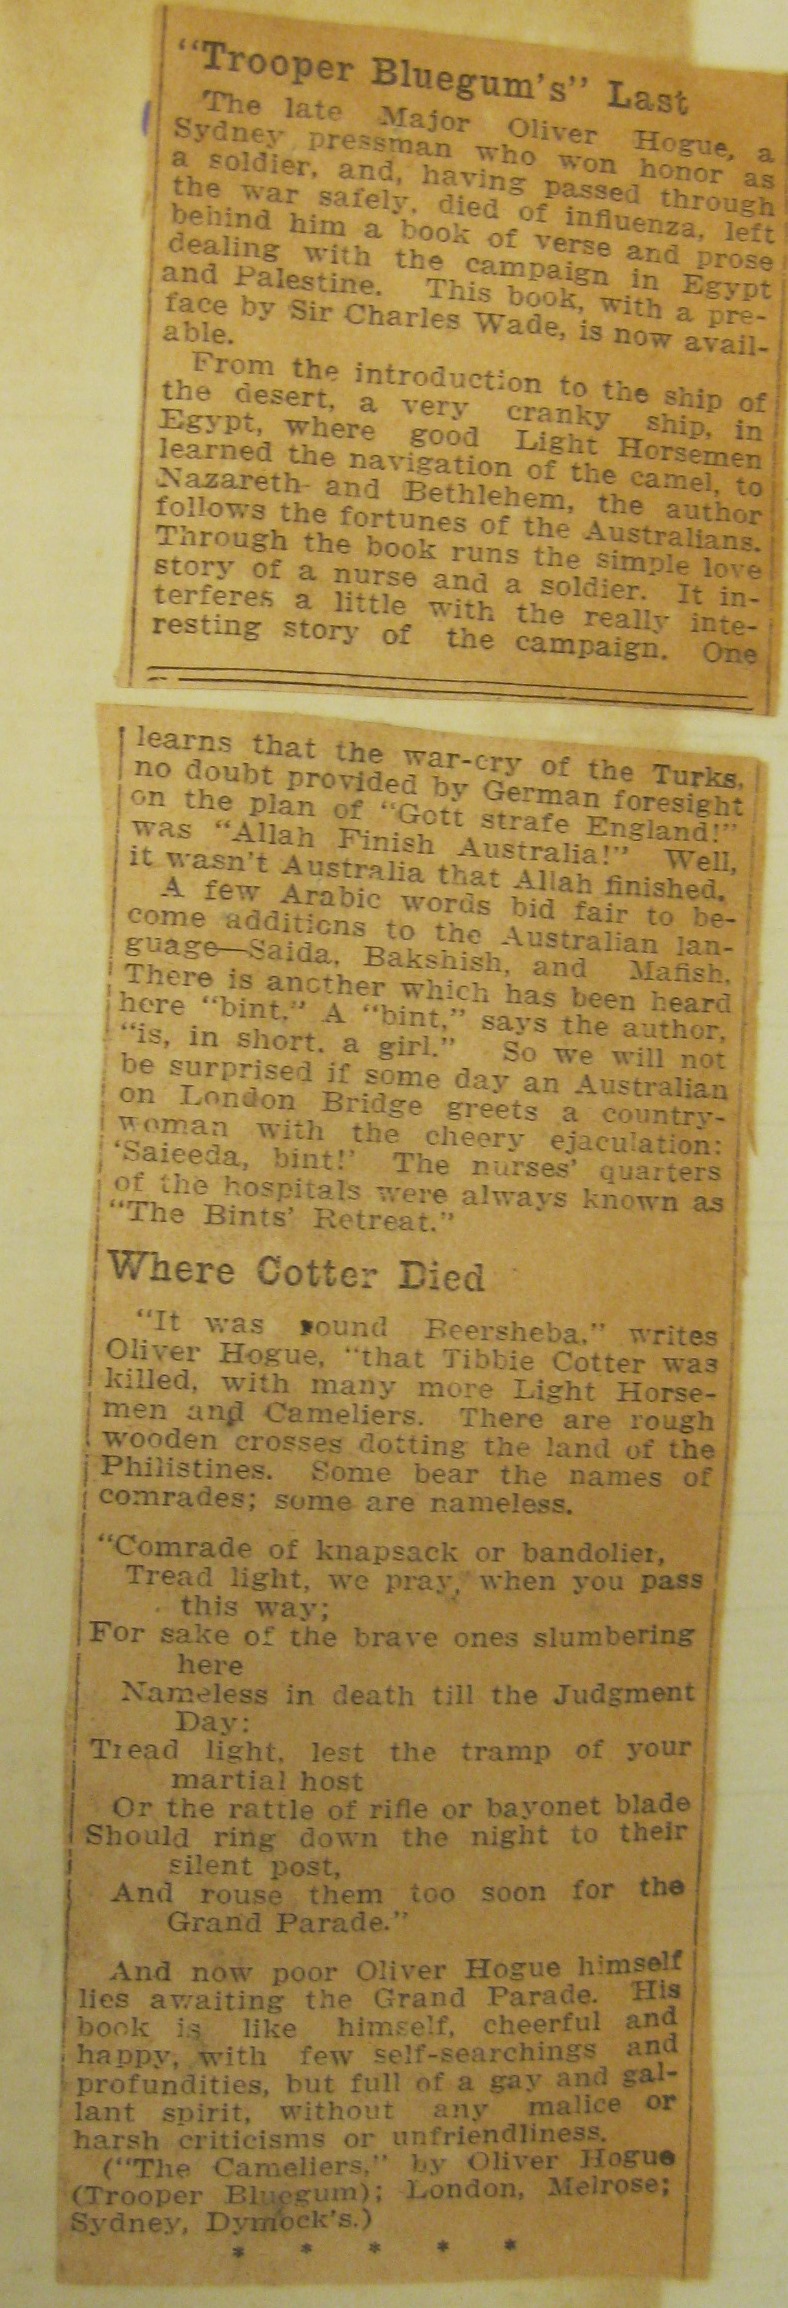 "Trooper Bluegum's" Last
The late Major Oliver Hogue, a
Sydney pressman who won honor as
a soldier, and, having passed through
the war safely, died of influenza, left
behind him a book of verse and prose
dealing with the campaign in Egypt
and Palestine. This book, with a pre-
face by Sir Charles Wade, is now avail-
able.
From the introduction to the ship of
the desert, a very cranky ship, in
Egypt, where good Light Horsemen
learned the navigation of the camel, to
Nazareth and Bethlehem, the author
follows the fortunes of the Australians.
Through the book runs the simple love
story of a nurse and a soldier. It in-
terferes a little with the really inte-
resting story of the campaign. One
learns that the war-cry of the Turks,
no doubt provided by German foresight
on the plan of "Gott strafe England!"
was "Allah Finish Australia!" Well,
it wasn't Australia that Allah finished.
A few Arabic words bid fair to be-
come additions to the Australian lan-
guage—Saida, Bakshish, and Mafish.
There is another which has been heard
here "bint." A "bint," says the author,
"is, in short, a girl." So we will not
be surprised if some day an Australian
on London Bridge greets a country-
woman with the cheery ejaculation:
'Saieeda, bint!' The nurses' quarters
of the hospitals were always known as
"The Bints' Retreat."
Where Cotter Died
"It was round Beersheba," writes
Oliver Hogue, "that Tibbie Cotter was
killed, with many more Light Horse-
men and Cameliers. There are rough
wooden crosses dotting the land of the
Philistines. Some bear the names of
comrades; some are nameless.
"Comrade of knapsack or bandolier,
Tread light, we pray, when you pass
this way;
For sake of the brave ones slumbering
here
Nameless in death till the Judgment
Day:
Tread light, lest the tramp of your
martial host
Or the rattle of rifle or bayonet blade
Should ring down the night to their
silent post,
And rouse them too soon for the
Grand Parade."
And now poor Oliver Hogue himself
lies awaiting the Grand Parade. His
book is like himself, cheerful and
happy, with few self-searchings and
profundities, but full of a gay and gal-
lant spirit, without any malice or
harsh criticisms or unfriendliness.
("The Cameliers," by Oliver Hogue
(Trooper Bluegum); London, Melrose;
Sydney, Dymock's.)
* * * * *